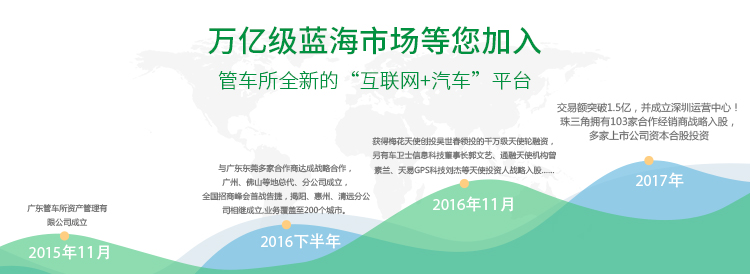 万亿级蓝海市场等您加入
管车所全新的“互联网+汽车”平台
广东管车所资产管理有
限公司成立
2015年11月
与广东东莞多家合作商达成战略合作，
广州、佛山等地总代、分公司成立，
全国招商峰会首战告捷，揭阳、惠州、清远分公
司相继成立,业务覆盖至200个城市。
2016下半年
获得梅花天使创投吴世春领投的千万级天使轮融资，
另有车卫士信息科技董事长郭文艺、通融天使机构曾
素兰、天易GPS科技刘杰等天使投资人战略入股......
2016年11月
交易额突破1.5亿，并成立深圳运营中心！
珠三角拥有103家合作经销商战略入股，
多家上市公司资本合股投资
2017年